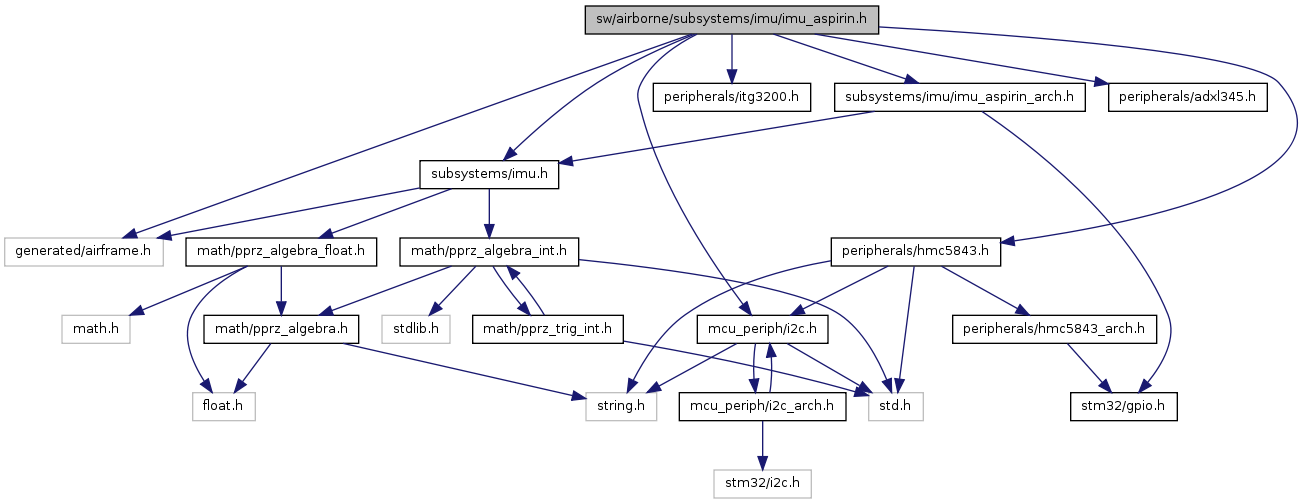 sw/airborne/subsystems/imu/imu_aspirin.h
peripherals/itg3200.h
subsystems/imu/imu_aspirin_arch.h
peripherals/adxl345.h
subsystems/imu.h
generated/airframe.h
math/pprz_algebra_float.h
math/pprz_algebra_int.h
peripherals/hmc5843.h
math.h
math/pprz_algebra.h
stdlib.h
math/pprz_trig_int.h
mcu_periph/i2c.h
peripherals/hmc5843_arch.h
float.h
string.h
mcu_periph/i2c_arch.h
std.h
stm32/gpio.h
stm32/i2c.h